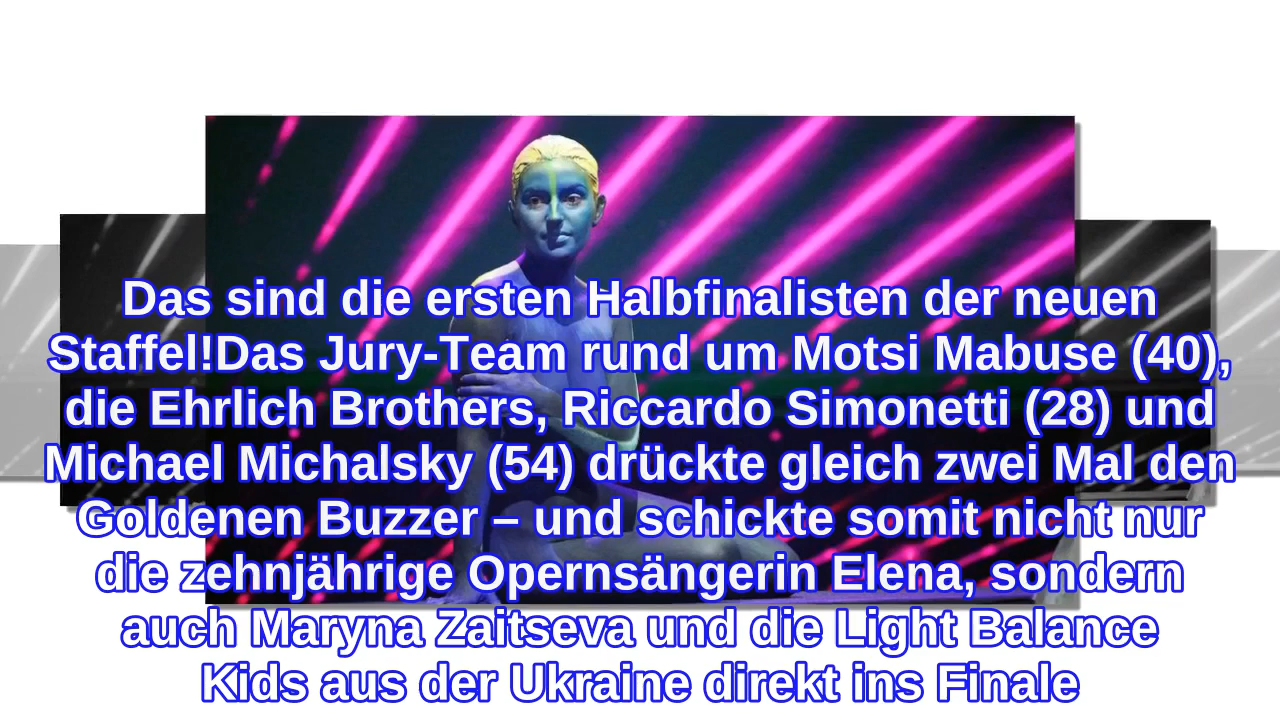 Das sind die ersten Halbfinalisten der neuen
Staffel!Das Jury-Team rund um Motsi Mabuse (40),
die Ehrlich Brothers, Riccardo Simonetti (28) und
Michael Michalsky (54) drückte gleich zwei Mal den
Goldenen Buzzer – und schickte somit nicht nur
die zehnjährige Opernsängerin Elena, sondern
auch Maryna Zaitseva und die Light Balance
Kids aus der Ukraine direkt ins Finale